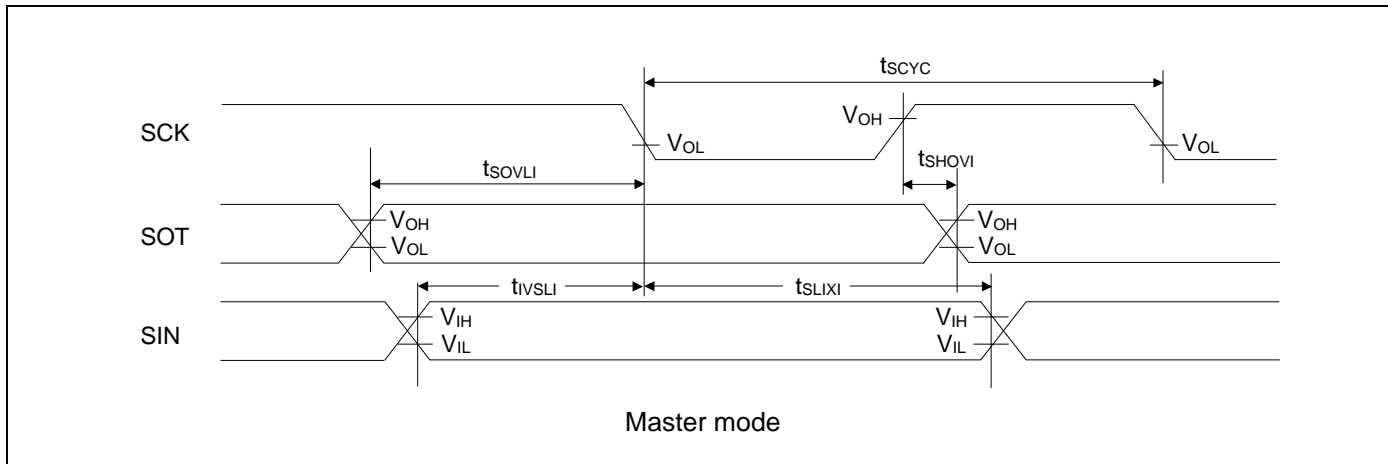 tSCYC
SCK
VOH
VOL
VOL
tSHOVI
tSOVLI
SOT
VOH
VOL
VOH
VOL
tIVSLI
tSLIXI
SIN
VIH
VIL
VIH
VIL
Master mode